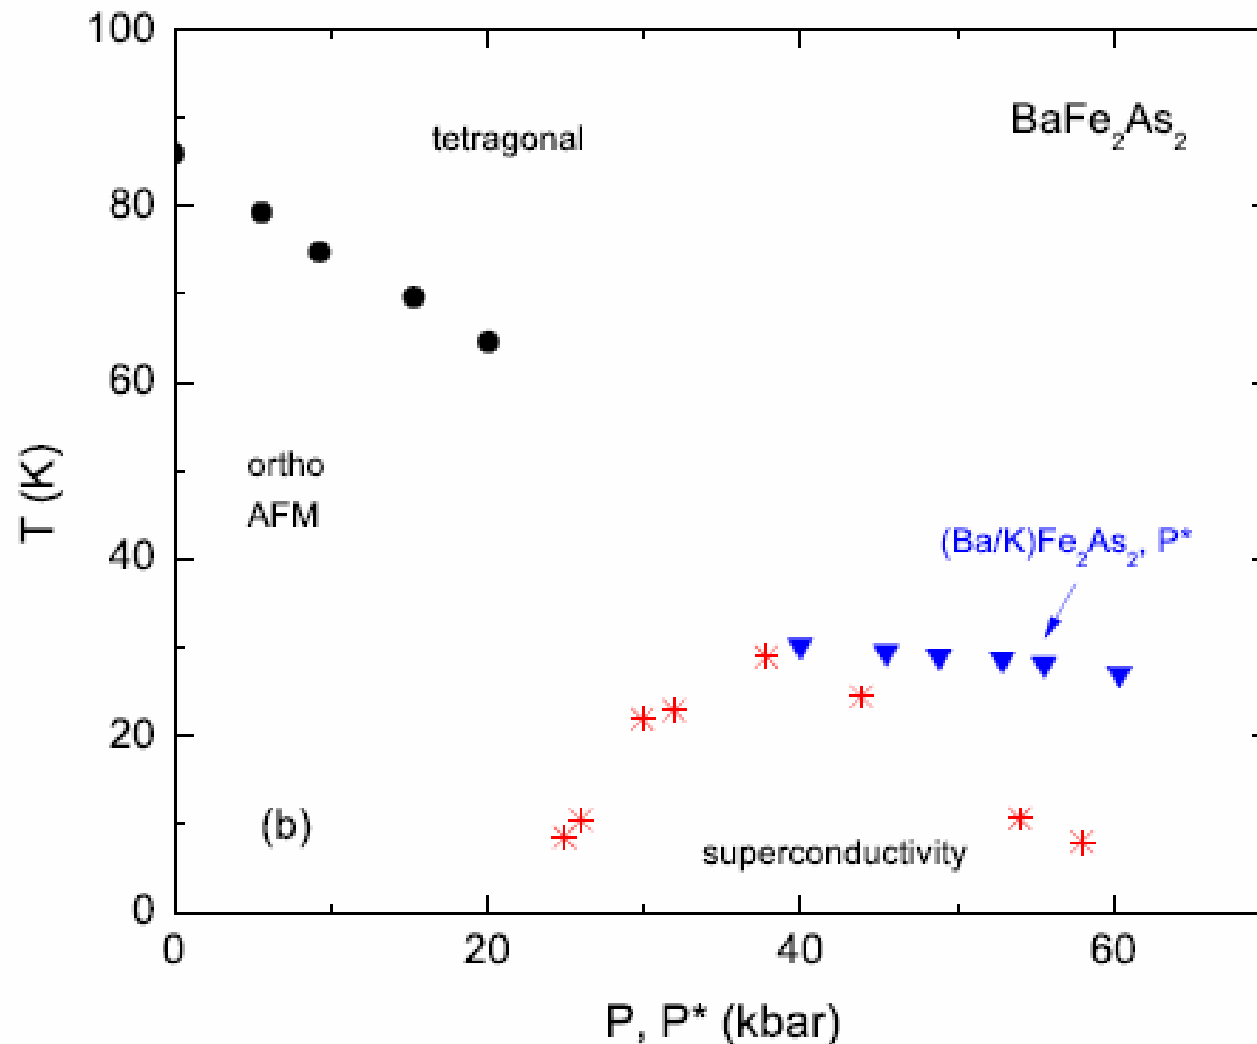 100
80
60
40
20
0
T (K)
tetragonal
BaFe₂As₂
ortho
AFM
(Ba/K)Fe₂As₂, P*
(b)
superconductivity
0 20 40 60
P, P* (kbar)